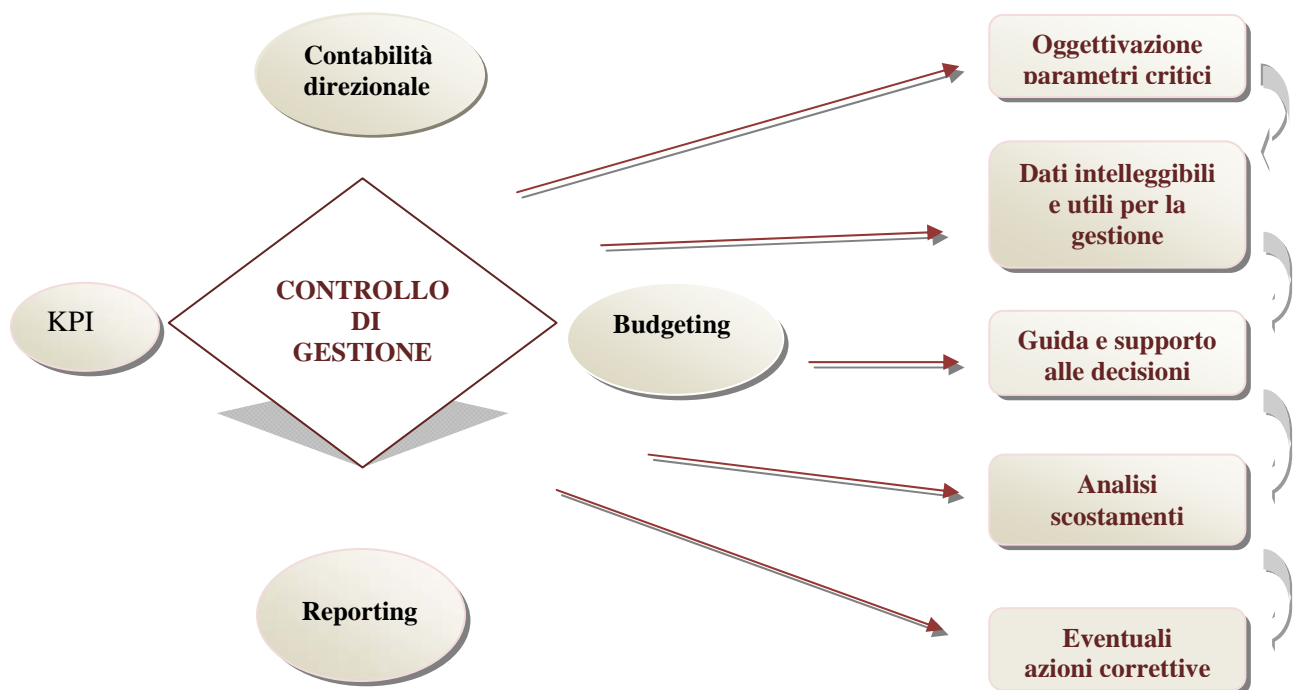 Contabilità
direzionale
KPI
CONTROLLO
DI
GESTIONE
Budgeting
Reporting
Oggettivazione
parametri critici
Dati intelleggibili
e utili per la
gestione
Guida e supporto
alle decisioni
Analisi
scostamenti
Eventuali
azioni correttive